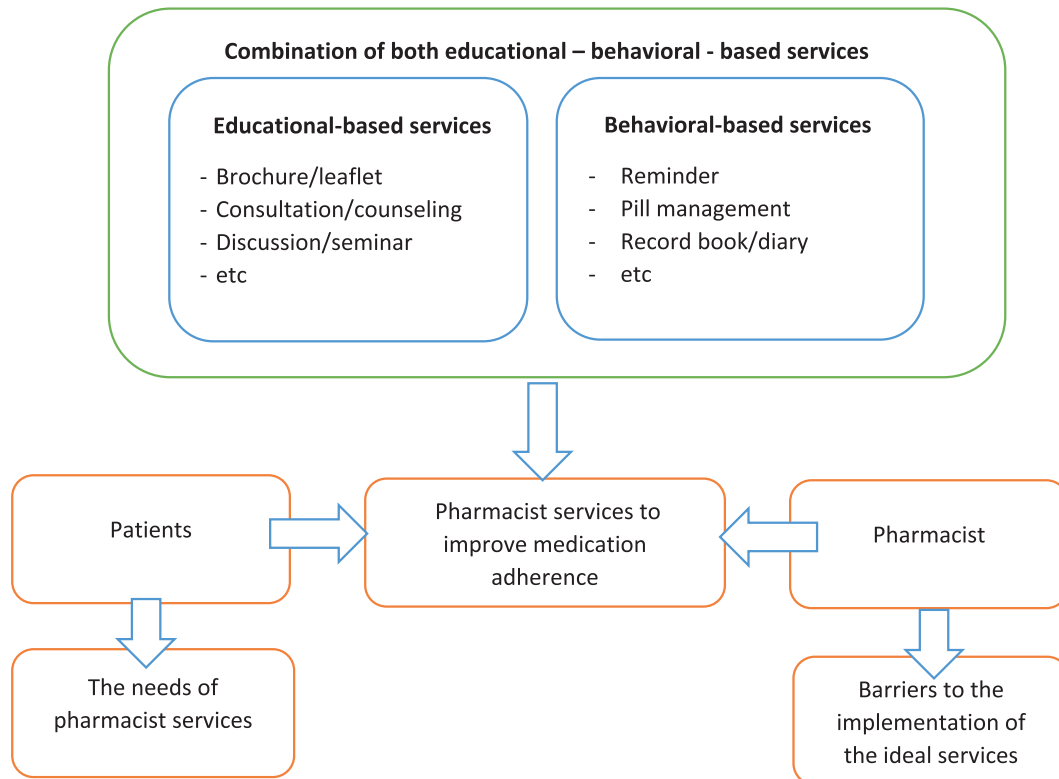 Combination of both educational – behavioral - based services
Educational-based services
- Brochure/leaflet
- Consultation/counseling
- Discussion/seminar
- etc
Behavioral-based services
- Reminder
- Pill management
- Record book/diary
- etc
Patients
Pharmacist services to
improve medication
adherence
Pharmacist
The needs of
pharmacist services
Barriers to the
implementation of
the ideal services